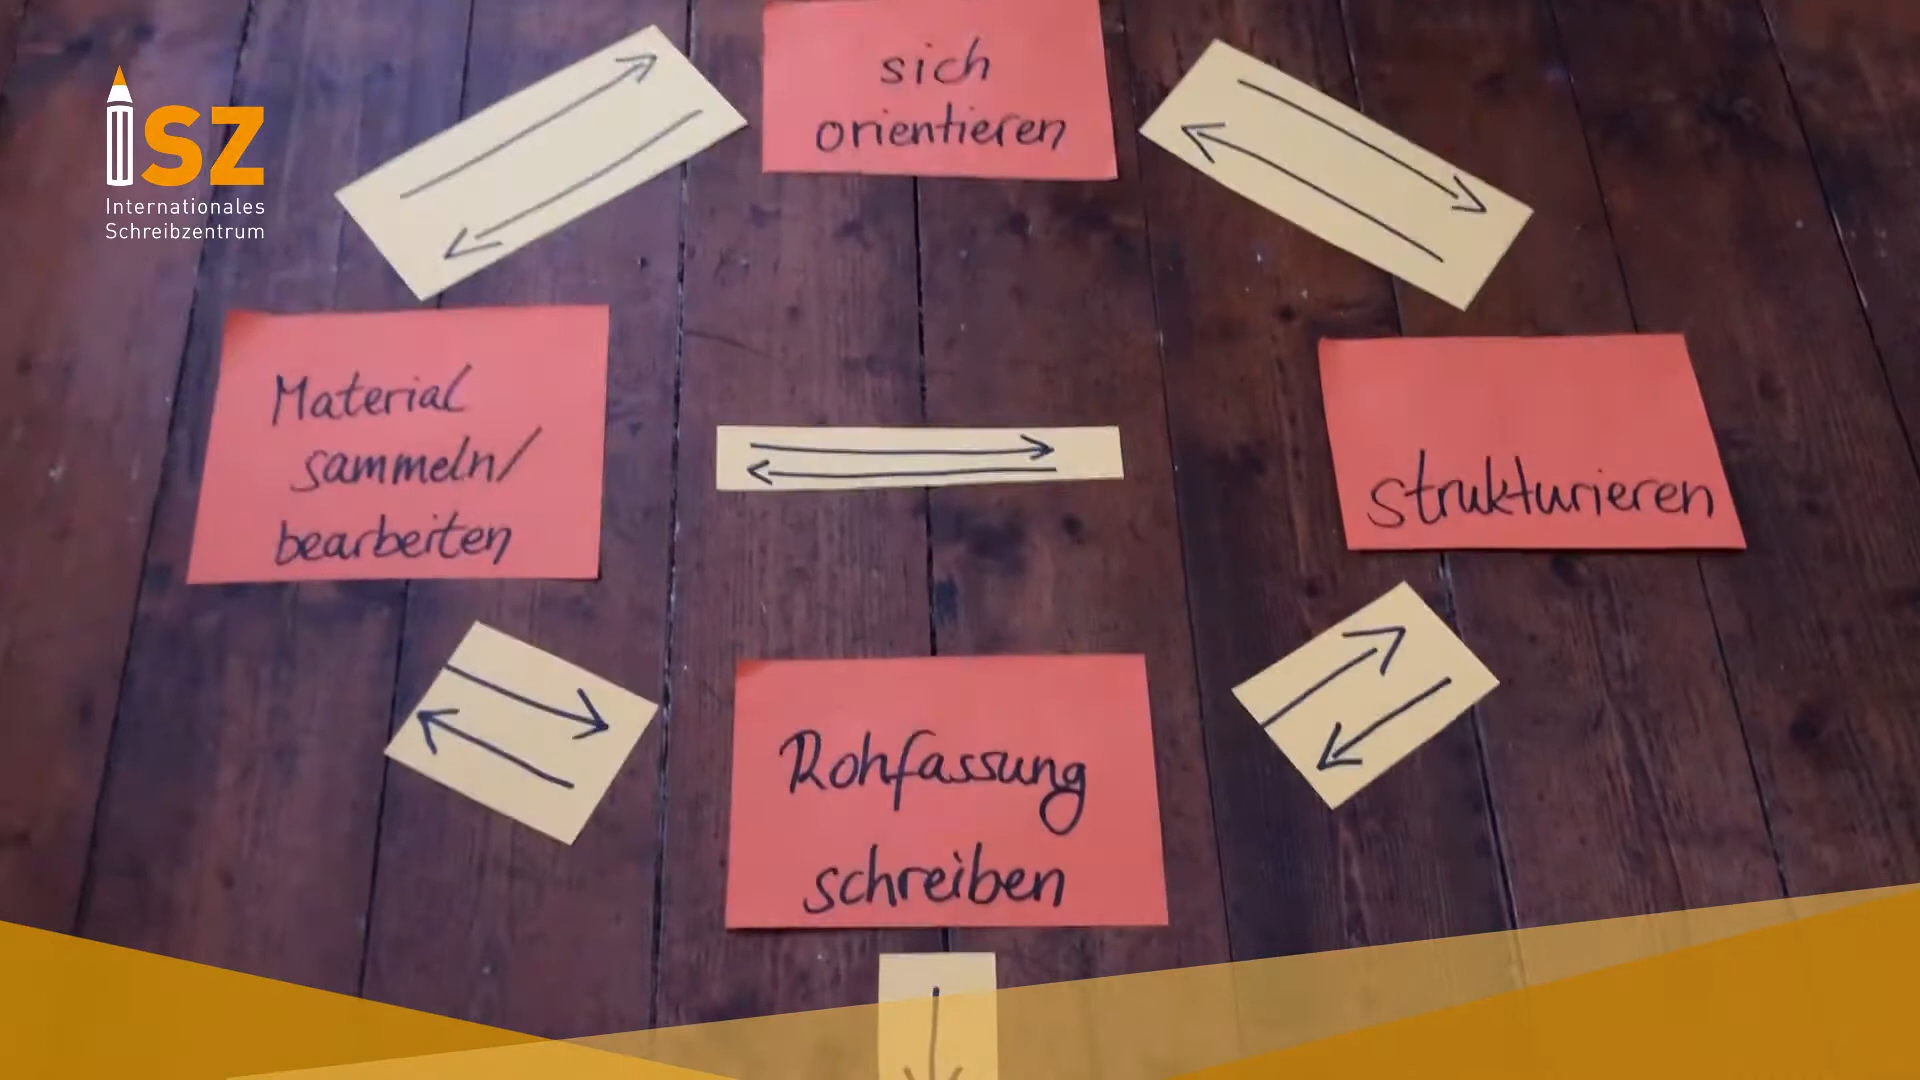 iSZ
Internationales
Schreibzentrum
sich
orientieren
Material
sammeln/
bearbeiten
strukturieren
Rohfassung
schreiben